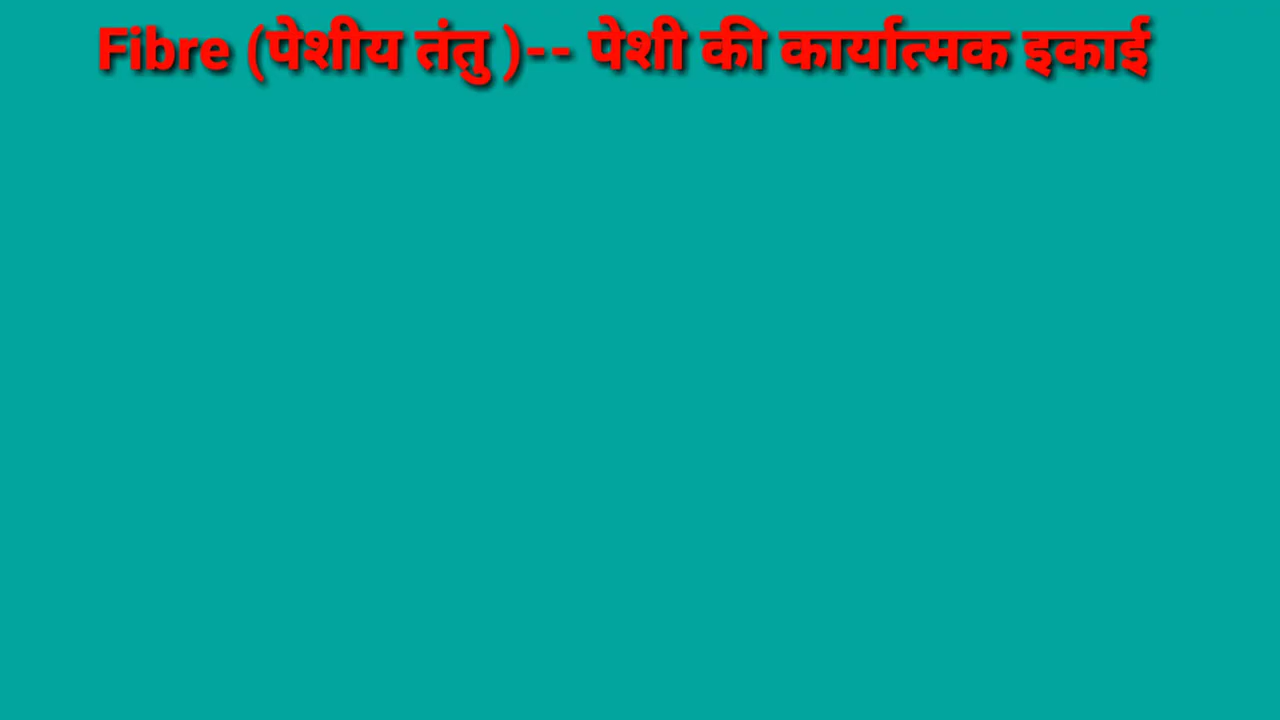 Fibre (पेशीय तंतु )-- पेशी की कार्यात्मक इकाई